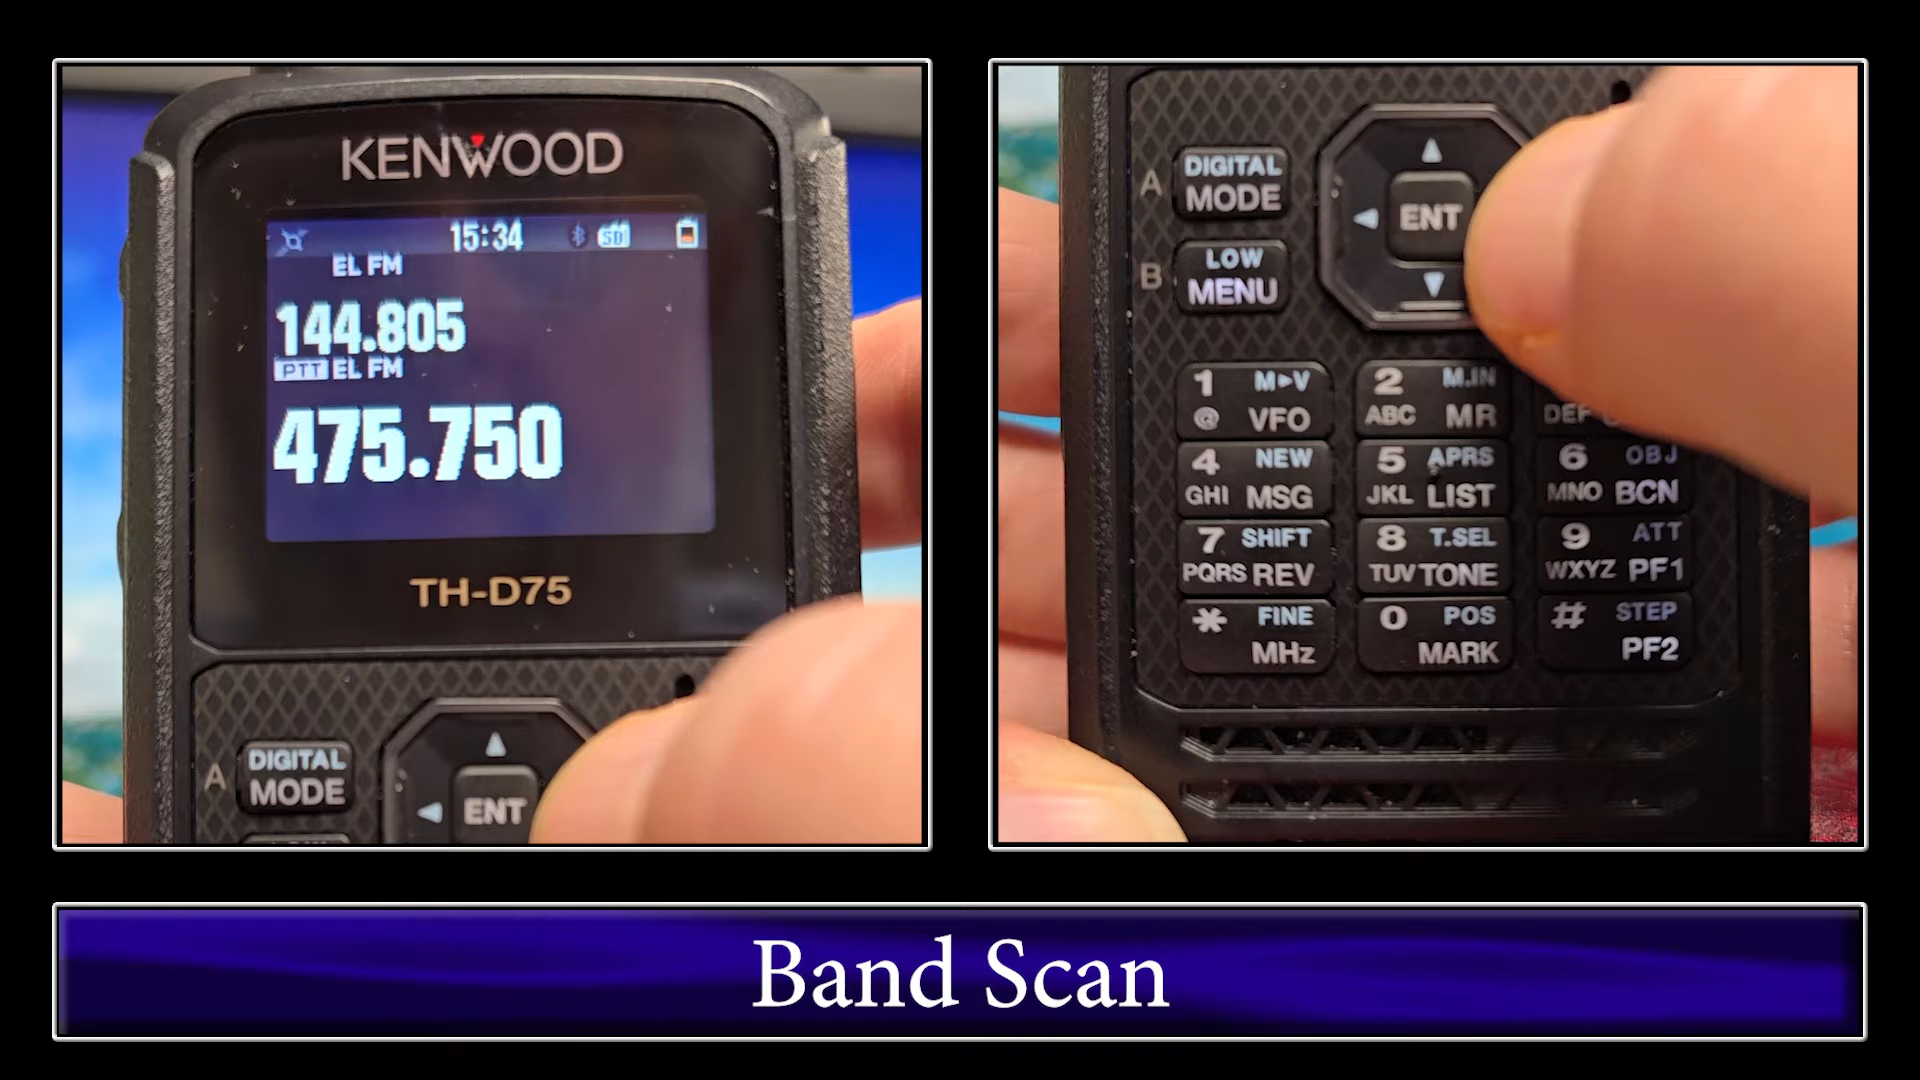 KENWOOD
15:34 SD
EL FM
144.805
PTT EL FM
475.750
TH-D75
A DIGITAL
MODE
ENT
A DIGITAL
MODE
ENT
B LOW
MENU
1 M▸V
@ VFO
2 M.IN
ABC MR
DEF
4 NEW
GHI MSG
5 APRS
JKL LIST
6 OBJ
MNO BCN
7 SHIFT
PQRS REV
8 T.SEL
TUV TONE
9 ATT
WXYZ PF1
* FINE
MHz
0 POS
MARK
# STEP
PF2
Band Scan